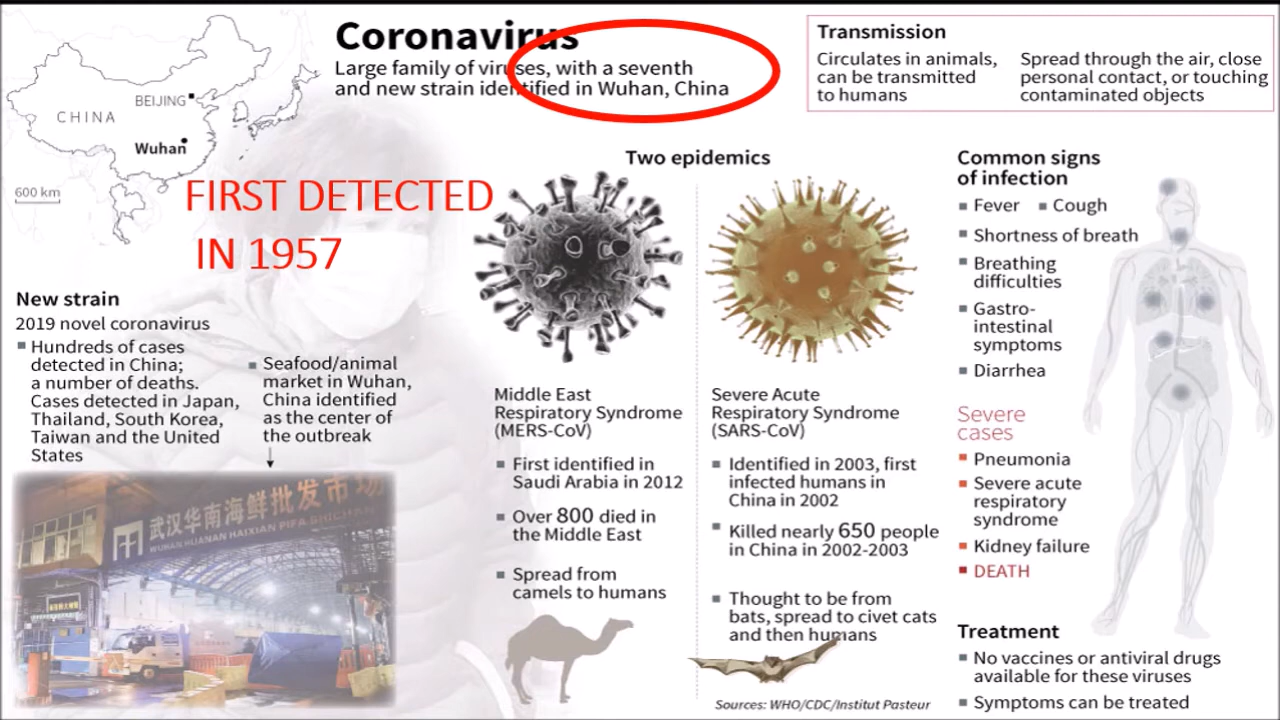 Coronavirus
Large family of viruses, with a seventh
and new strain identified in Wuhan, China
BEIJING
CHINA
Wuhan
600 km
FIRST DETECTED
IN 1957
Transmission
Circulates in animals,
can be transmitted
to humans
Spread through the air, close
personal contact, or touching
contaminated objects
New strain
2019 novel coronavirus
Hundreds of cases
detected in China;
a number of deaths.
Cases detected in Japan,
Thailand, South Korea,
Taiwan and the United
States
Seafood/animal
market in Wuhan,
China identified
as the center of
the outbreak
武汉华南海鲜批发市场
WUHAN HUANAN HAIXIAN PIFA SHICHANG
Two epidemics
Middle East
Respiratory Syndrome
(MERS-CoV)
First identified in
Saudi Arabia in 2012
Over 800 died in
the Middle East
Spread from
camels to humans
Severe Acute
Respiratory Syndrome
(SARS-CoV)
Identified in 2003, first
infected humans in
China in 2002
Killed nearly 650 people
in China in 2002-2003
Thought to be from
bats, spread to civet cats
and then humans
Sources: WHO/CDC/Institut Pasteur
Common signs
of infection
Fever
Cough
Shortness of breath
Breathing
difficulties
Gastro-
intestinal
symptoms
Diarrhea
Severe
cases
Pneumonia
Severe acute
respiratory
syndrome
Kidney failure
DEATH
Treatment
No vaccines or antiviral drugs
available for these viruses
Symptoms can be treated